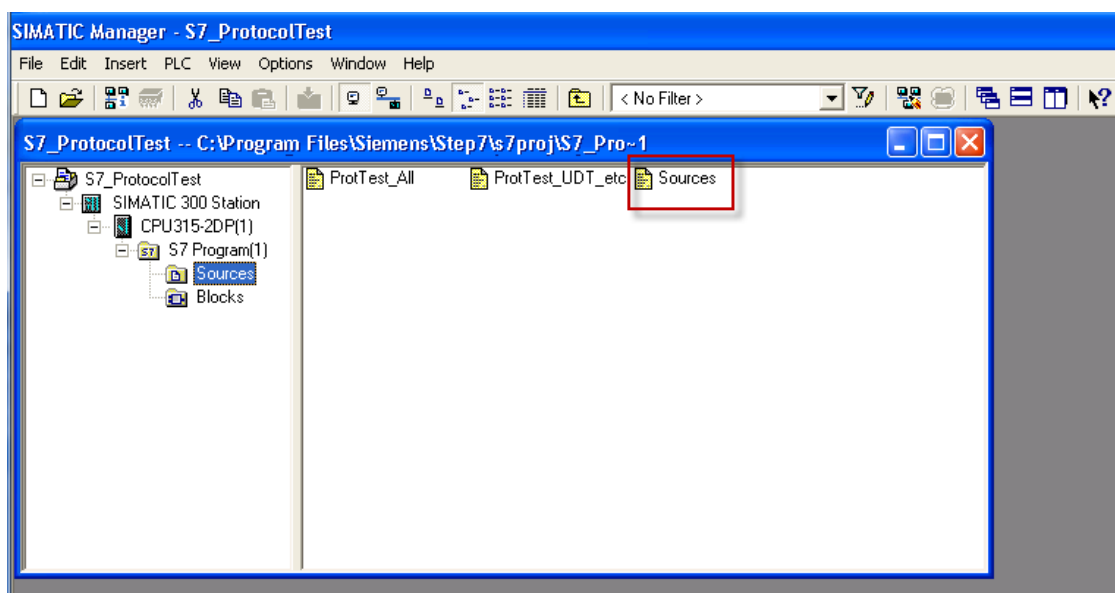 SIMATIC Manager - S7_ProtocolTest
File Edit Insert PLC View Options Window Help
< No Filter >
S7_ProtocolTest -- C:\Program Files\Siemens\Step7\s7proj\S7_Pro~1
S7_ProtocolTest
SIMATIC 300 Station
CPU315-2DP(1)
S7 Program(1)
Sources
Blocks
ProtTest_All ProtTest_UDT_etc Sources